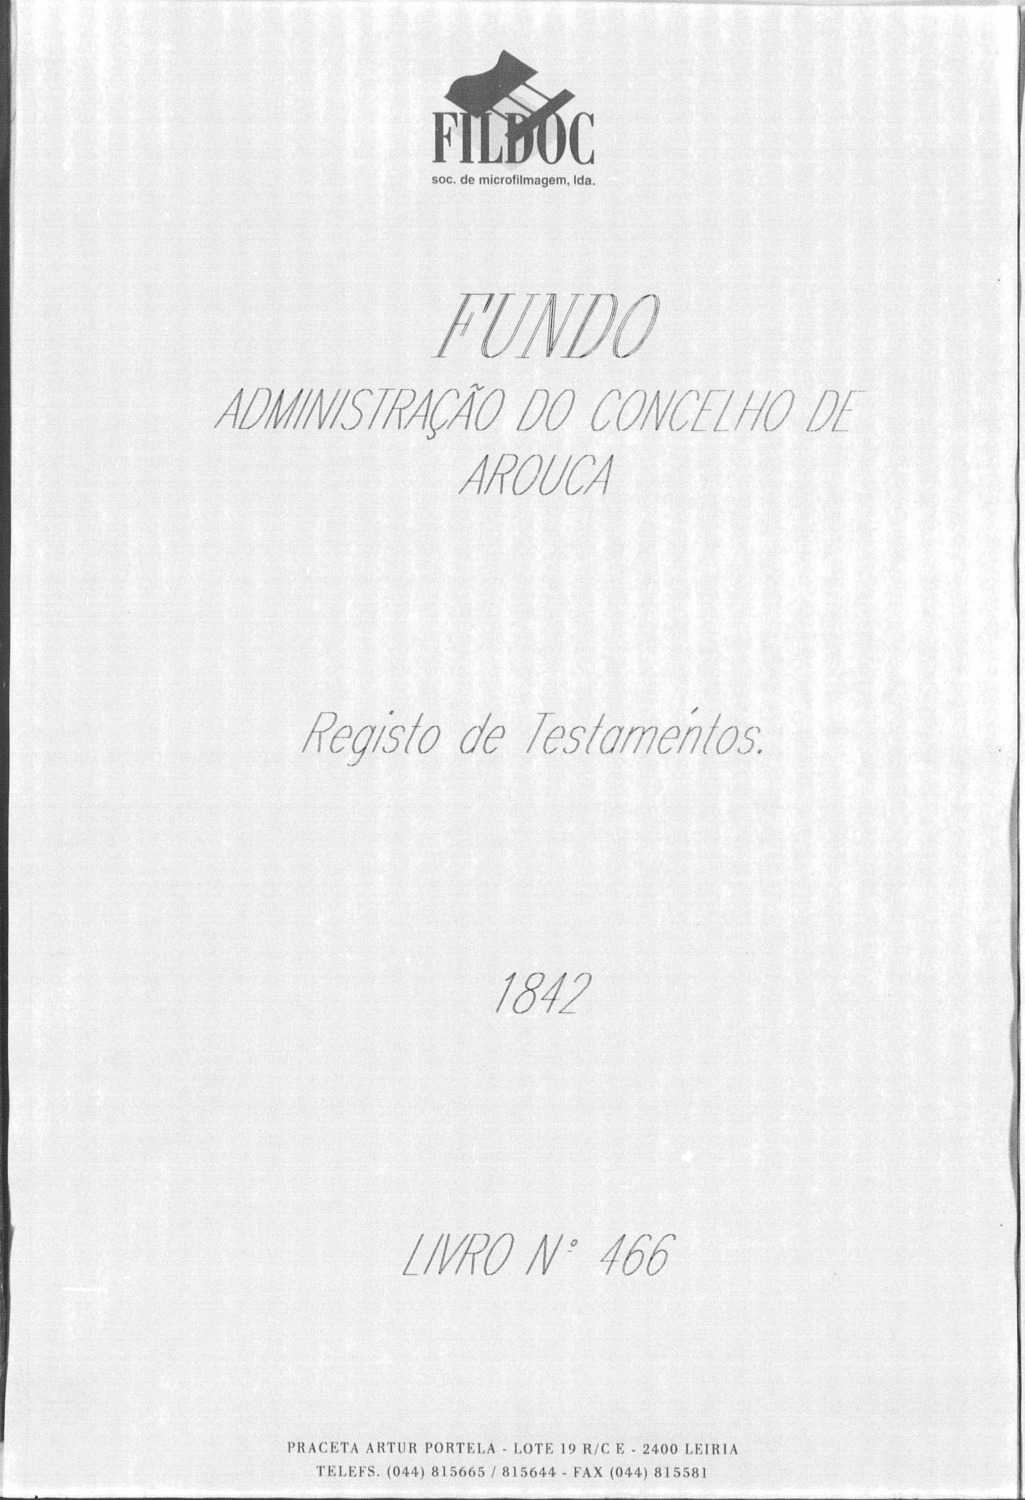 FILDOC
soc. de microfilmagem, lda.
FUNDO
ADMINISTRAÇÃO DO CONCELHO DE
AROUCA
Registo de Testamentos.
1842
LIVRO Nº 466
PRACETA ARTUR PORTELA - LOTE 19 R/C E - 2400 LEIRIA
TELEFS. (044) 815665 / 815644 - FAX (044) 815581